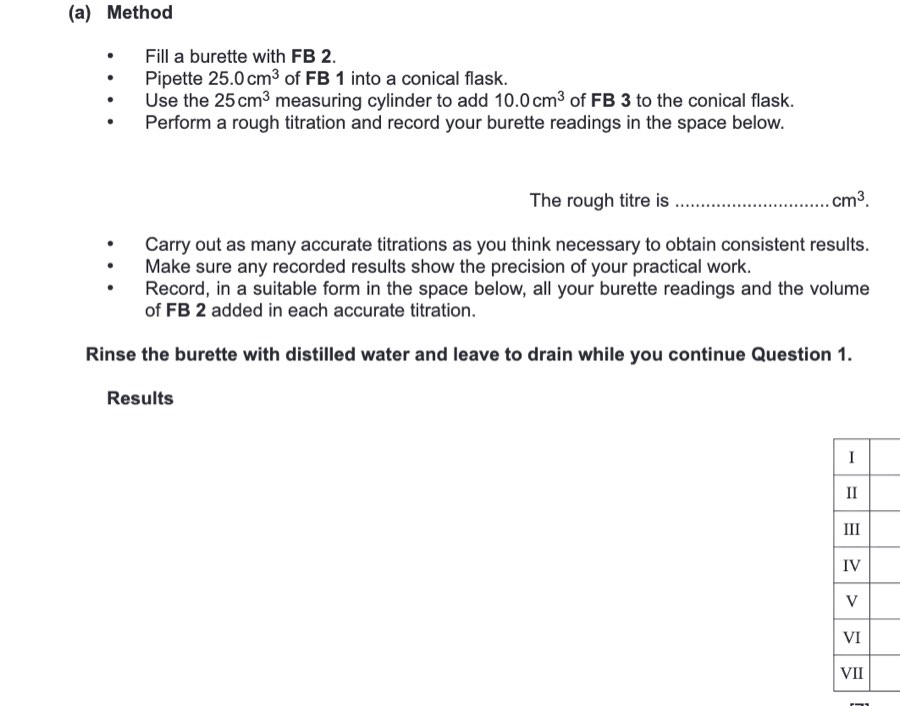 (a) Method
• Fill a burette with FB 2.
• Pipette 25.0 cm³ of FB 1 into a conical flask.
• Use the 25 cm³ measuring cylinder to add 10.0 cm³ of FB 3 to the conical flask.
• Perform a rough titration and record your burette readings in the space below.
The rough titre is .............................. cm³.
• Carry out as many accurate titrations as you think necessary to obtain consistent results.
• Make sure any recorded results show the precision of your practical work.
• Record, in a suitable form in the space below, all your burette readings and the volume
of FB 2 added in each accurate titration.
Rinse the burette with distilled water and leave to drain while you continue Question 1.
Results
I
II
III
IV
V
VI
VII